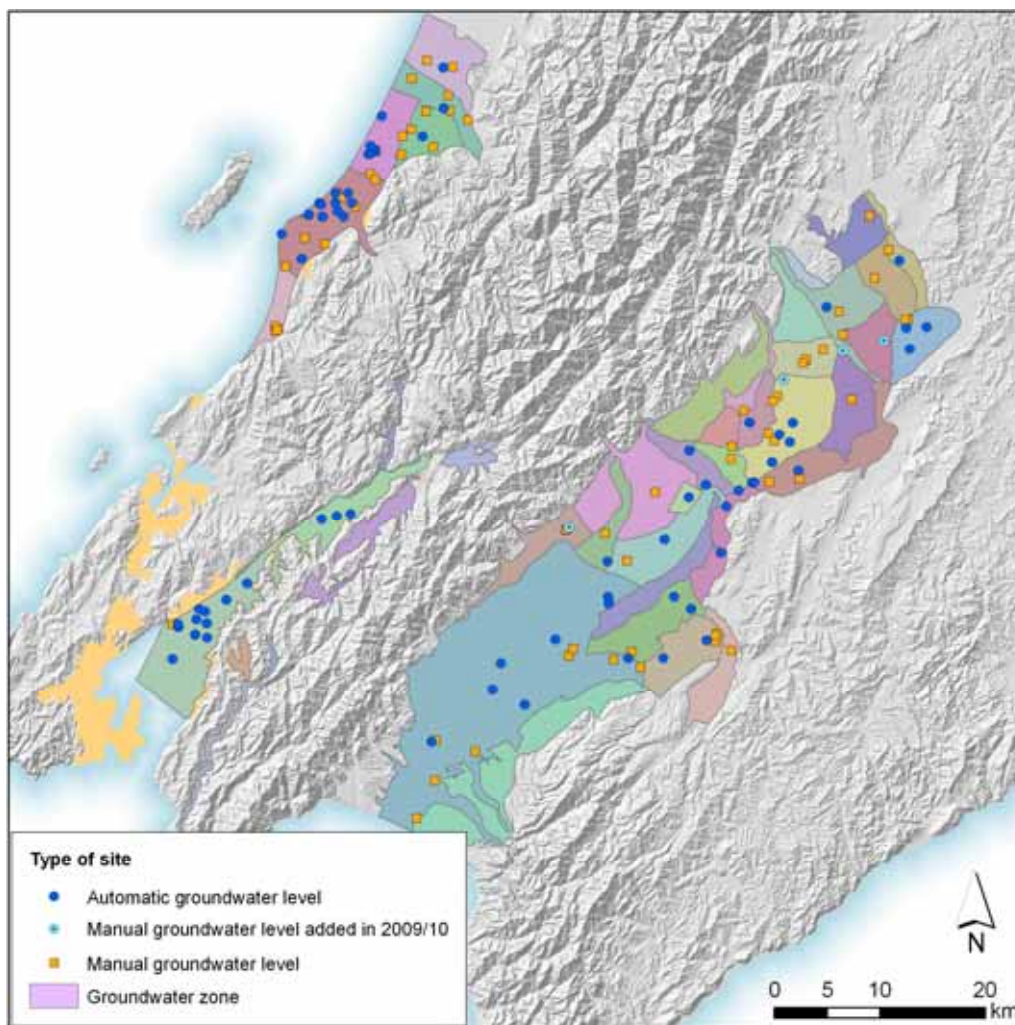 Type of site
Automatic groundwater level
Manual groundwater level added in 2009/10
Manual groundwater level
Groundwater zone
N
0 5 10 20
km